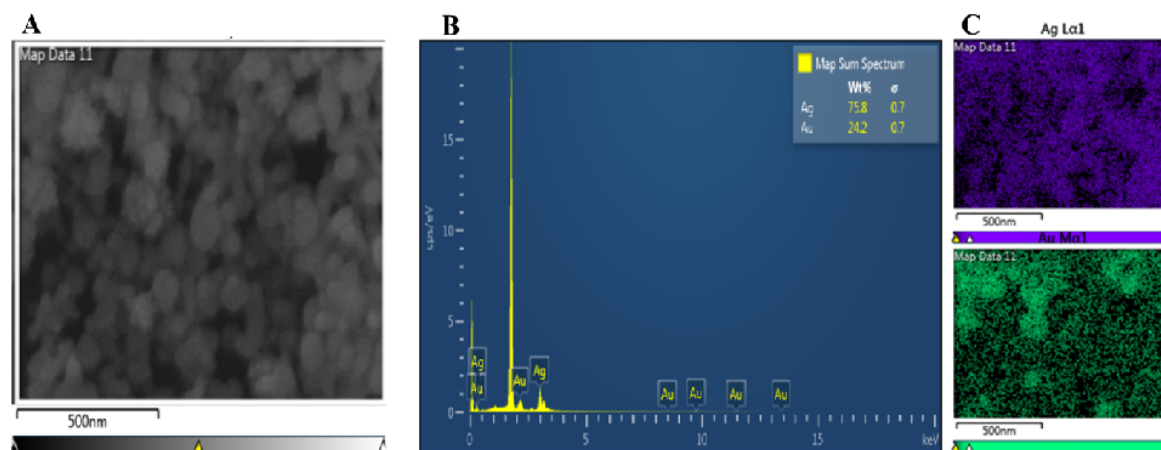 A
Map Data 11
500nm
B
Map Sum Spectrum
Wt% σ
Ag 75.8 0.7
Au 24.2 0.7
cps/eV
15
10
5
0
Ag
Au
Au
Ag
Au
Au
Au
Au
0 5 10 15 keV
C
Ag Lα1
Map Data 11
500nm
Au Mα1
Map Data 11
500nm